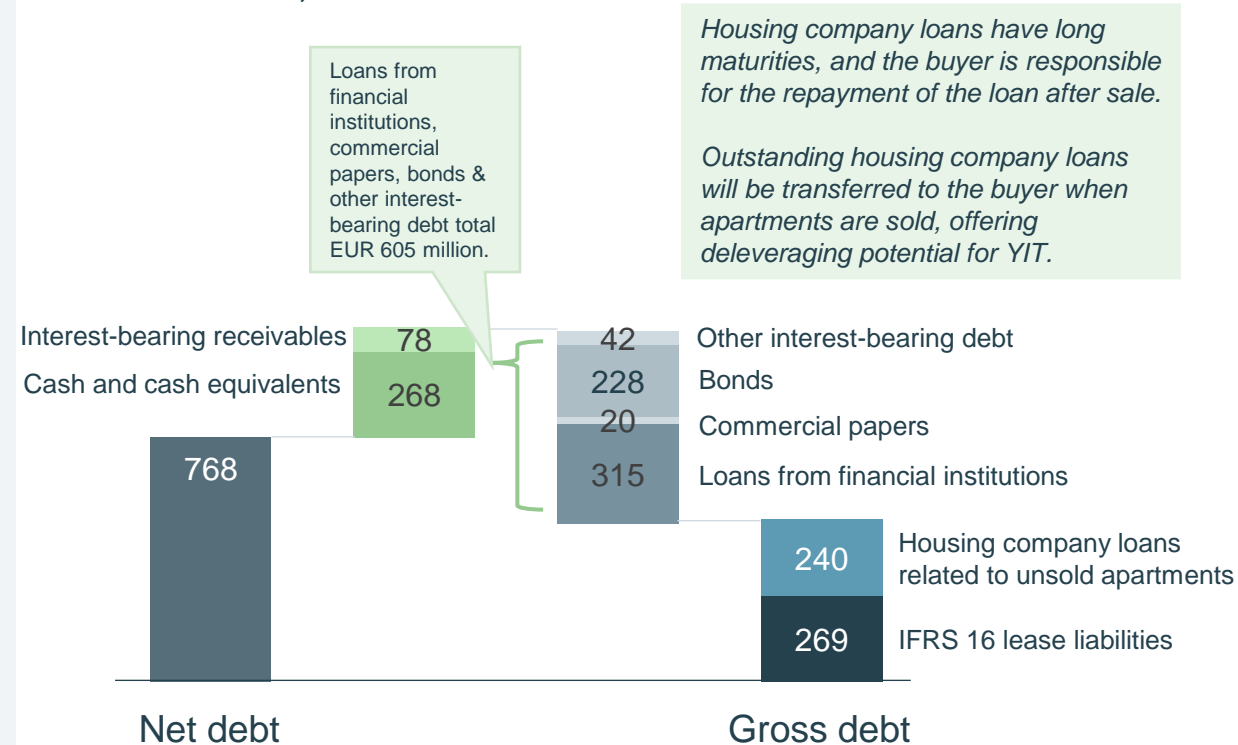 Housing company loans have long
maturities, and the buyer is responsible
for the repayment of the loan after sale.
Outstanding housing company loans
will be transferred to the buyer when
apartments are sold, offering
deleveraging potential for YIT.
Loans from
financial
institutions,
commercial
papers, bonds &
other interest-
bearing debt total
EUR 605 million.
Interest-bearing receivables
78
42
Other interest-bearing debt
Cash and cash equivalents
268
228
Bonds
20
Commercial papers
768
315
Loans from financial institutions
240
Housing company loans
related to unsold apartments
269
IFRS 16 lease liabilities
Net debt
Gross debt